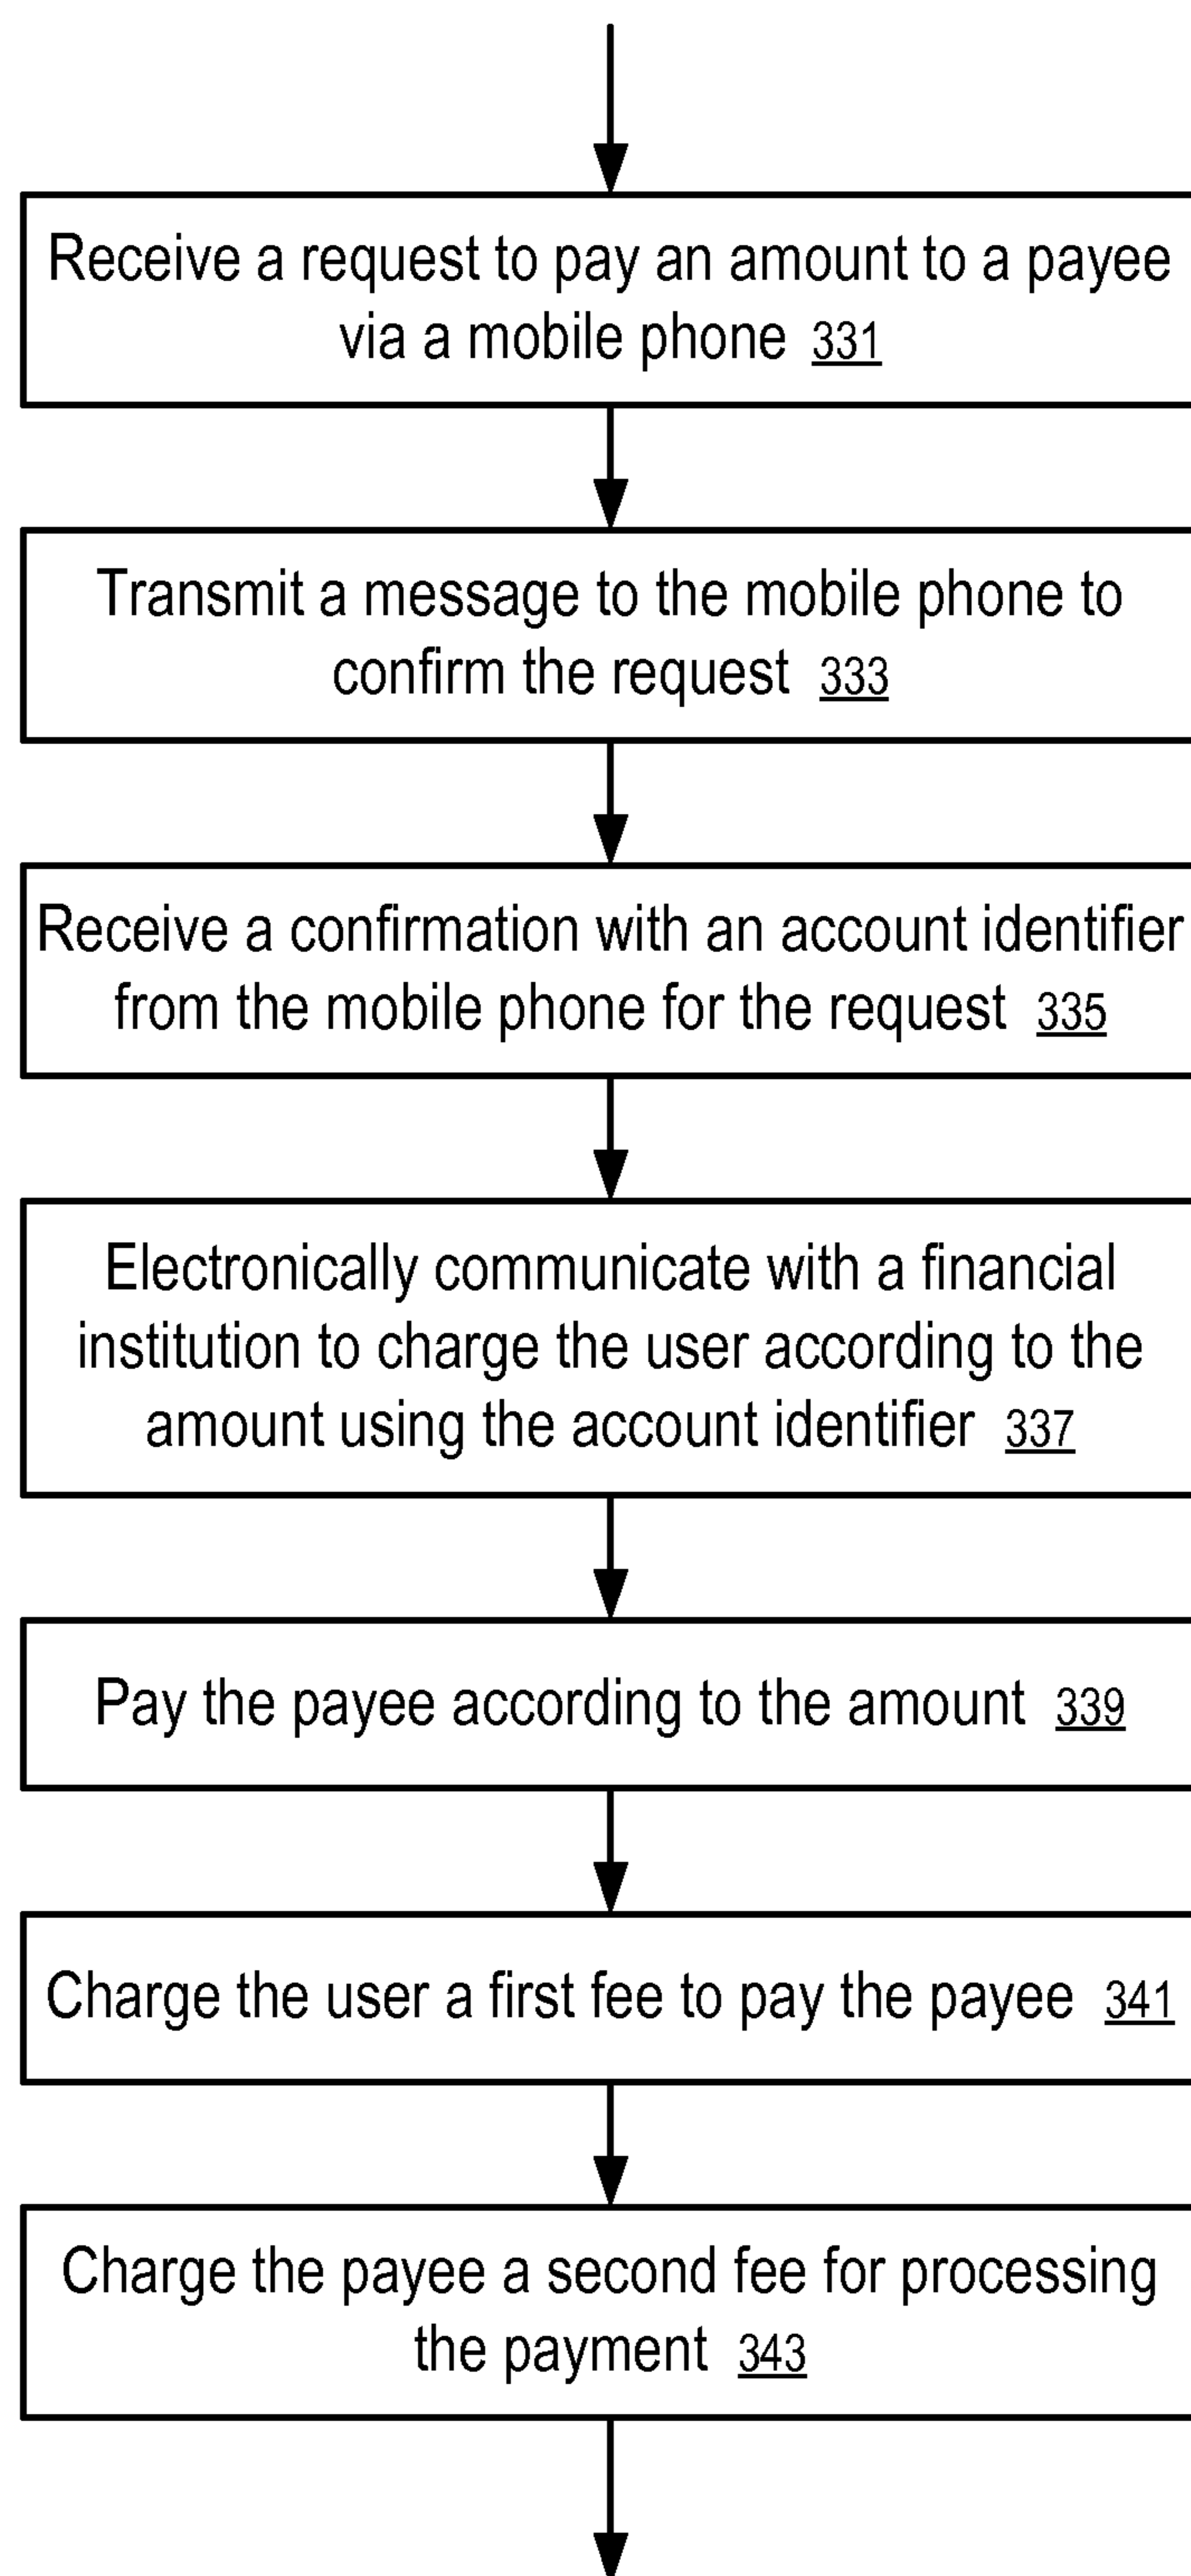 Receive a request to pay an amount to a payee
via a mobile phone 331
Transmit a message to the mobile phone to
confirm the request 333
Receive a confirmation with an account identifier
from the mobile phone for the request 335
Electronically communicate with a financial
institution to charge the user according to the
amount using the account identifier 337
Pay the payee according to the amount 339
Charge the user a first fee to pay the payee 341
Charge the payee a second fee for processing
the payment 343